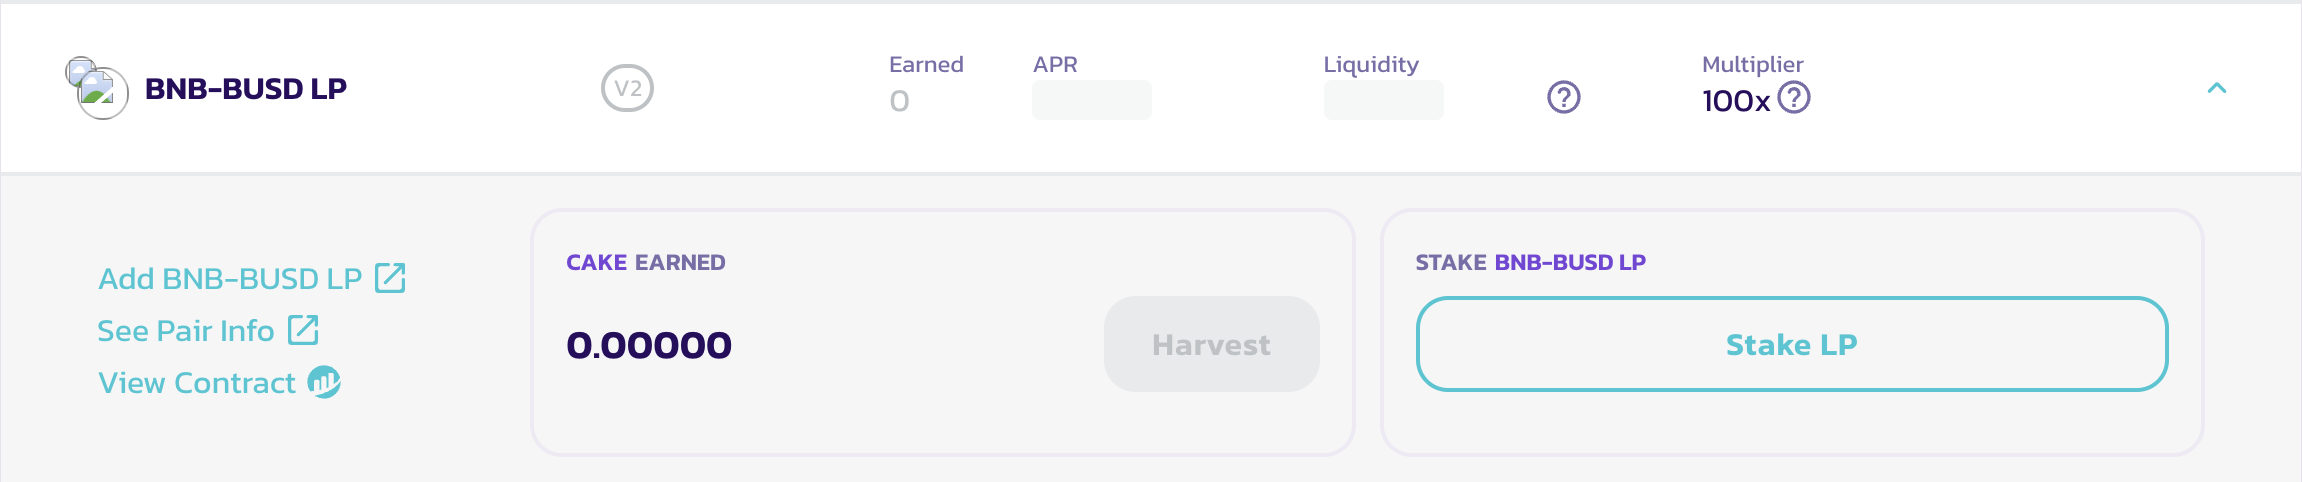 BNB-BUSD LP
V2
Earned
0
APR
Liquidity
Multiplier
100x
Add BNB-BUSD LP
See Pair Info
View Contract
CAKE EARNED
0.00000
Harvest
STAKE BNB-BUSD LP
Stake LP